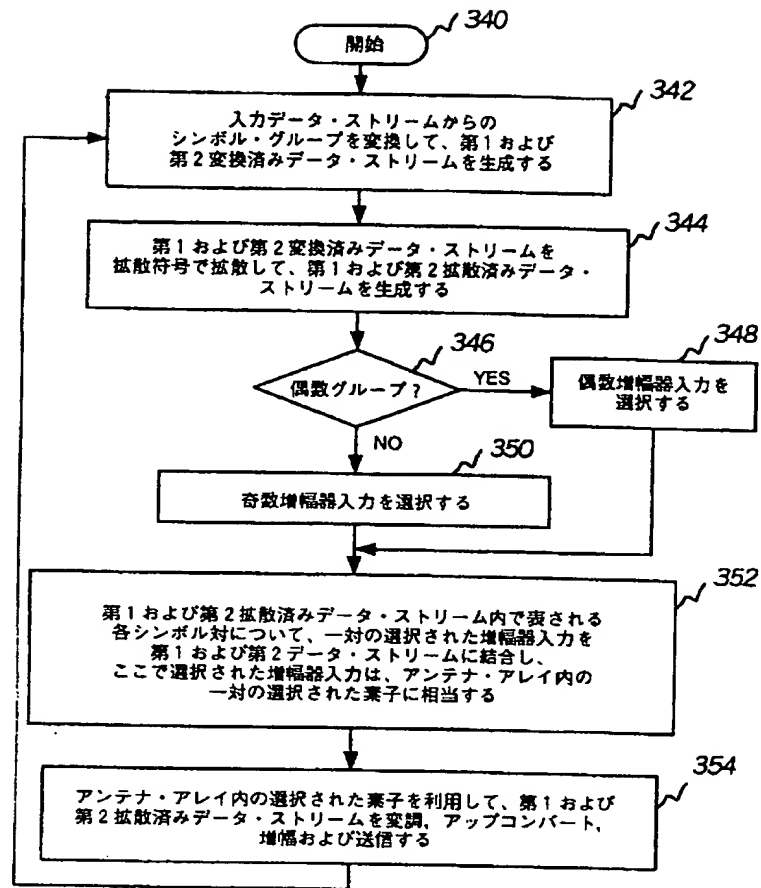 340
開始
342
入力データ・ストリームからの
シンボル・グループを変換して、第1および
第2変換済みデータ・ストリームを生成する
344
第1および第2変換済みデータ・ストリームを
拡散符号で拡散して、第1および第2拡散済みデータ・
ストリームを生成する
346
偶数グループ?
YES
348
偶数増幅器入力を
選択する
NO
350
奇数増幅器入力を選択する
352
第1および第2拡散済みデータ・ストリーム内で表される
各シンボル対について、一対の選択された増幅器入力を
第1および第2データ・ストリームに結合し、
ここで選択された増幅器入力は、アンテナ・アレイ内の
一対の選択された素子に相当する
354
アンテナ・アレイ内の選択された素子を利用して、第1および
第2拡散済みデータ・ストリームを変調,アップコンバート,
増幅および送信する